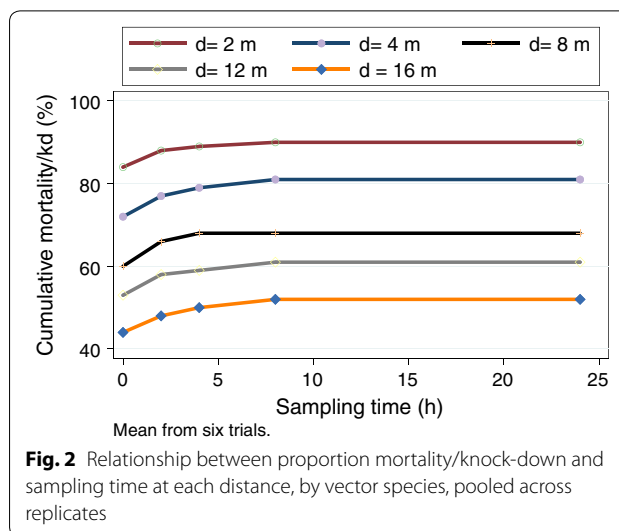 d= 2 m d= 4 m d= 8 m
d= 12 m d = 16 m
100
80
60
40
Cumulative mortality/kd (%)
0 5 10 15 20 25
Sampling time (h)
Mean from six trials.
Fig. 2 Relationship between proportion mortality/knock-down and
sampling time at each distance, by vector species, pooled across
replicates